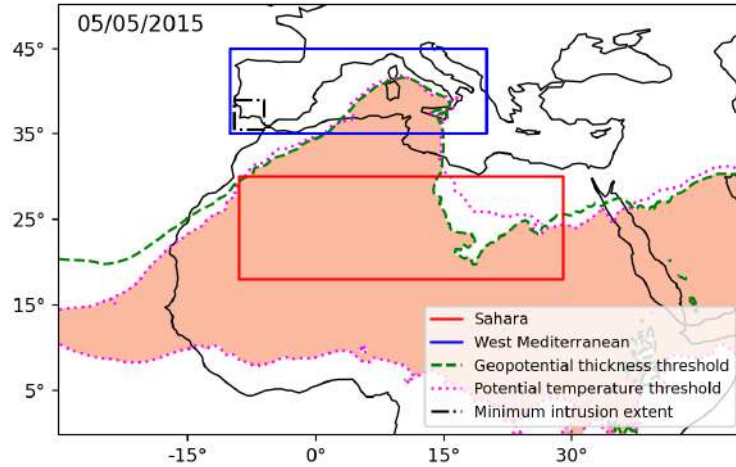 05/05/2015
45°
35°
25°
15°
5°
Sahara
West Mediterranean
Geopotential thickness threshold
Potential temperature threshold
Minimum intrusion extent
-15° 0° 15° 30°